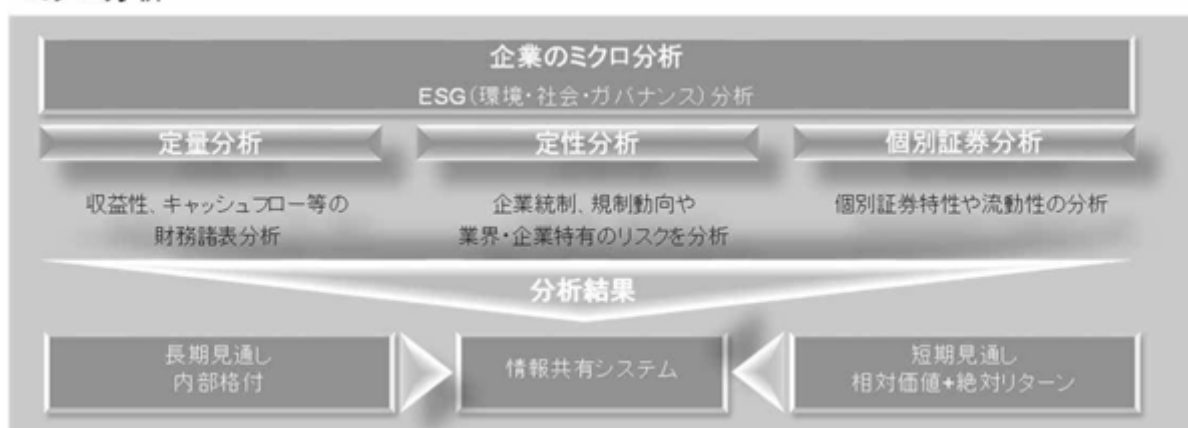 企業のミクロ分析
ESG（環境・社会・ガバナンス）分析
定量分析
収益性、キャッシュフロー等の
財務諸表分析
定性分析
企業統制、規制動向や
業界・企業特有のリスクを分析
個別証券分析
個別証券特性や流動性の分析
分析結果
長期見通し
内部格付
情報共有システム
短期見通し
相対価値+絶対リターン